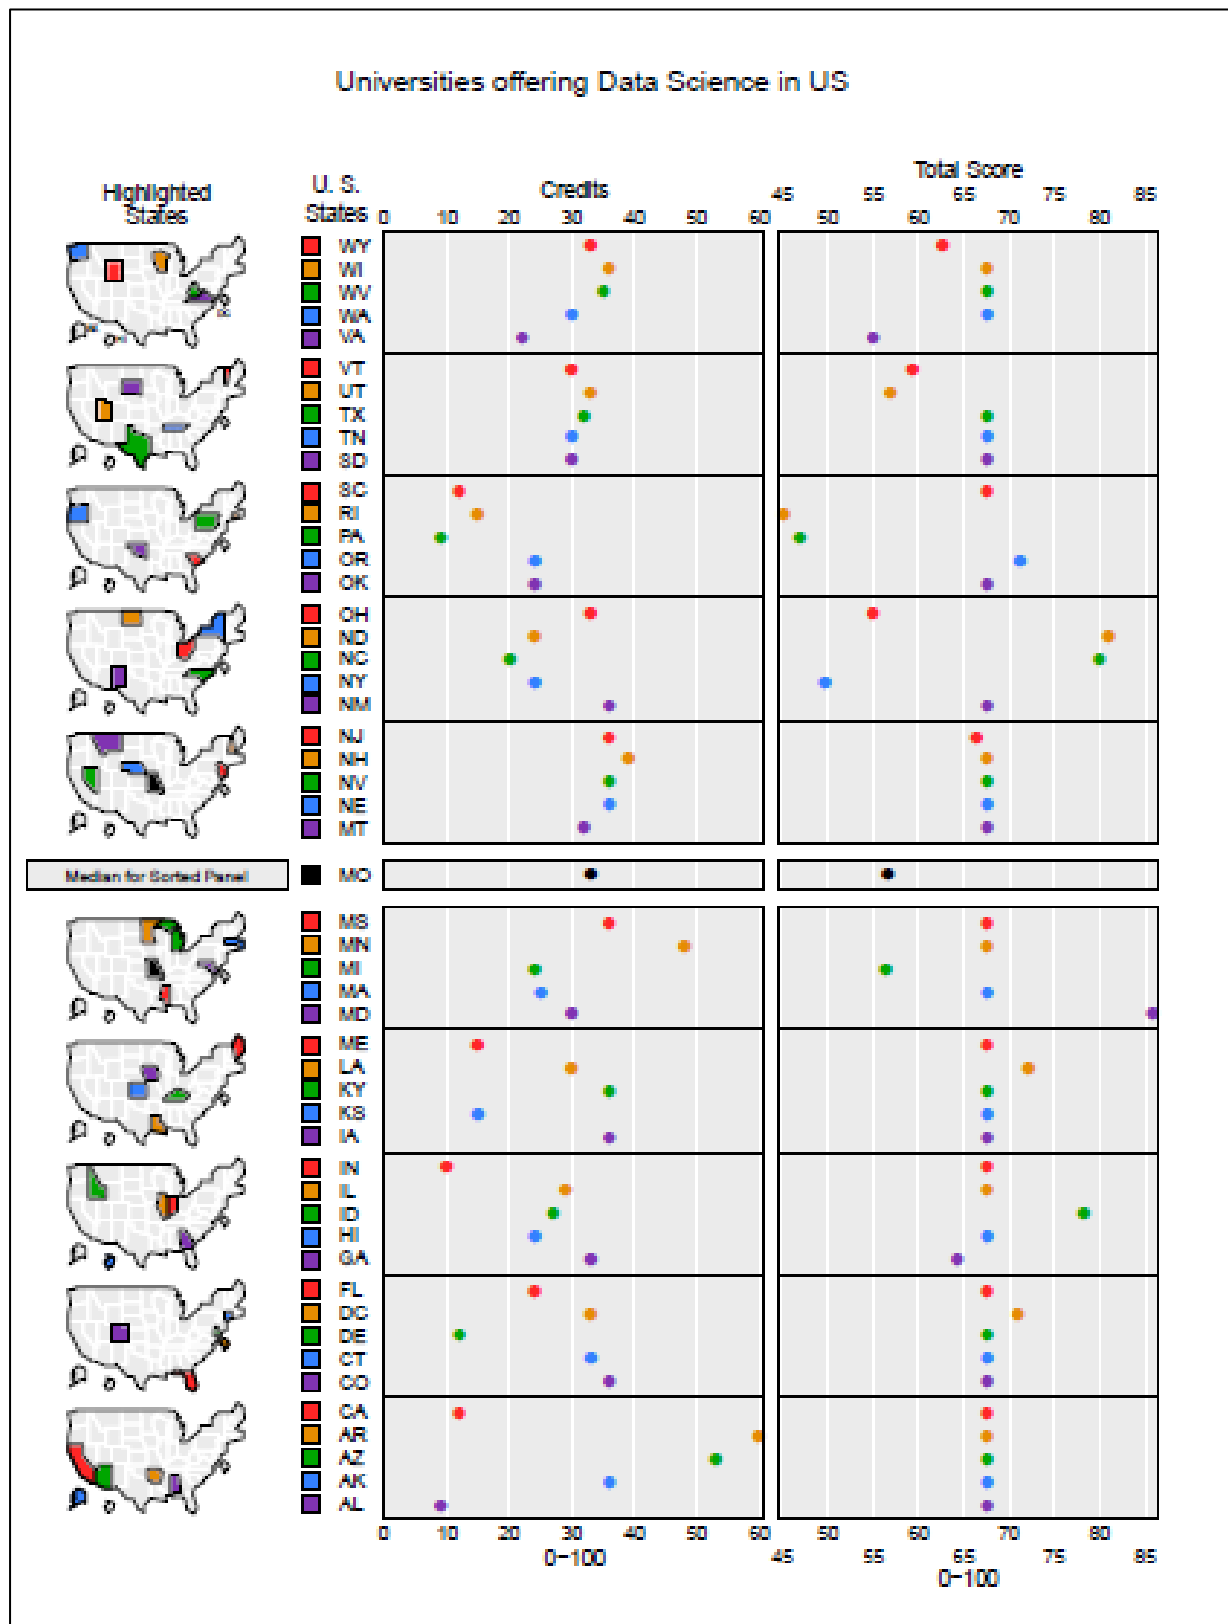 Universities offering Data Science in US
Highlighted States
U. S. States
Credits
0 10 20 30 40 50 60
Total Score
45 55 65 75 85
50 60 70 80
WY
WI
WV
WA
VA
VT
UT
TX
TN
SD
SC
RI
PA
OR
OK
OH
ND
NC
NY
NM
NJ
NH
NV
NE
MT
Median for Sorted Panel
MO
MS
MN
MI
MA
MD
ME
LA
KY
KS
IA
IN
IL
ID
HI
GA
FL
DC
DE
CT
CO
CA
AR
AZ
AK
AL
0 10 20 30 40 50 60
0-100
50 60 70 80
45 55 65 75 85
0-100